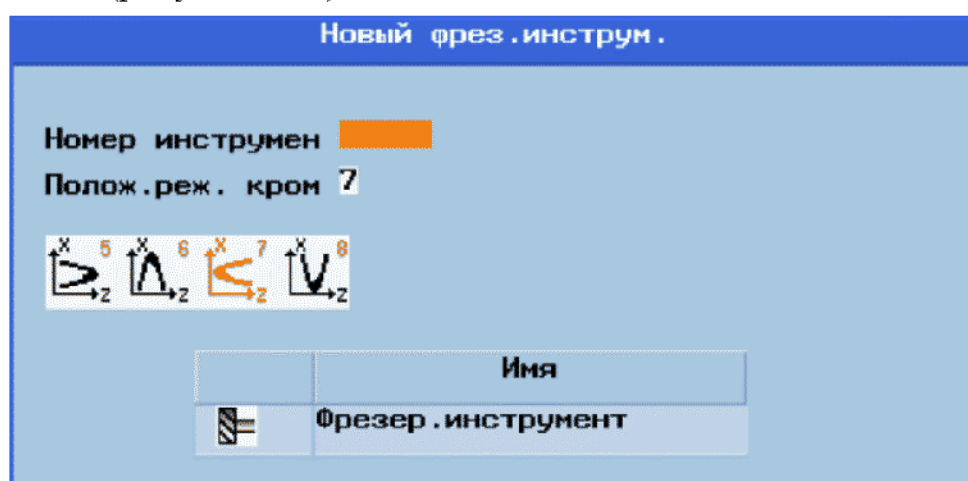 Новый фрез.инструм.
Номер инструмен
Полож.реж. кром 7
X 5 X 6 X 7 X 8
Z Z Z Z
Имя
Фрезер.инструмент